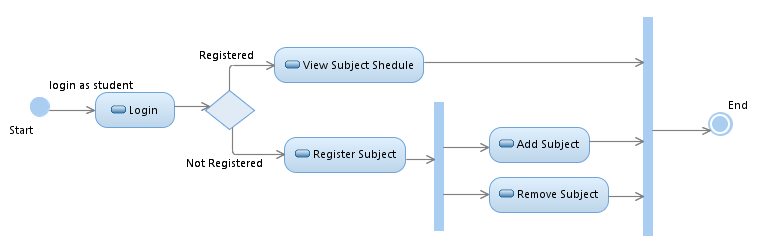 Start
login as student
Login
Registered
Not Registered
View Subject Shedule
Register Subject
Add Subject
Remove Subject
End